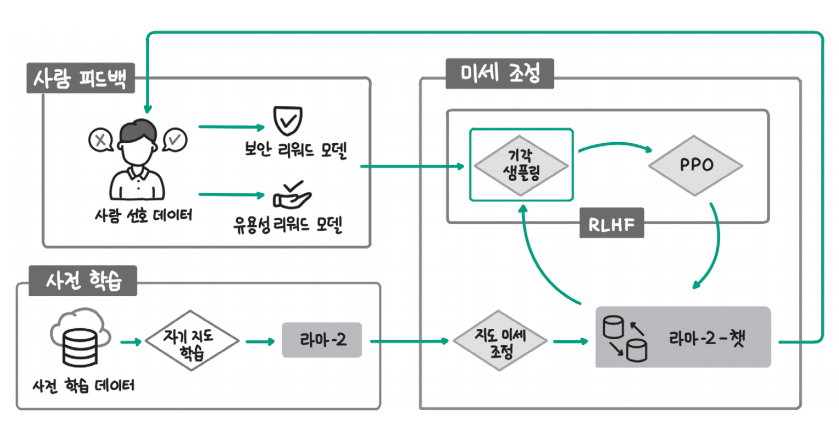 사람 피드백
사람 선호 데이터
보안 리워드 모델
유용성 리워드 모델
사전 학습
사전 학습 데이터
자기 지도
학습
라마-2
미세 조정
기각
샘플링
PPO
RLHF
지도 미세
조정
라마-2-챗